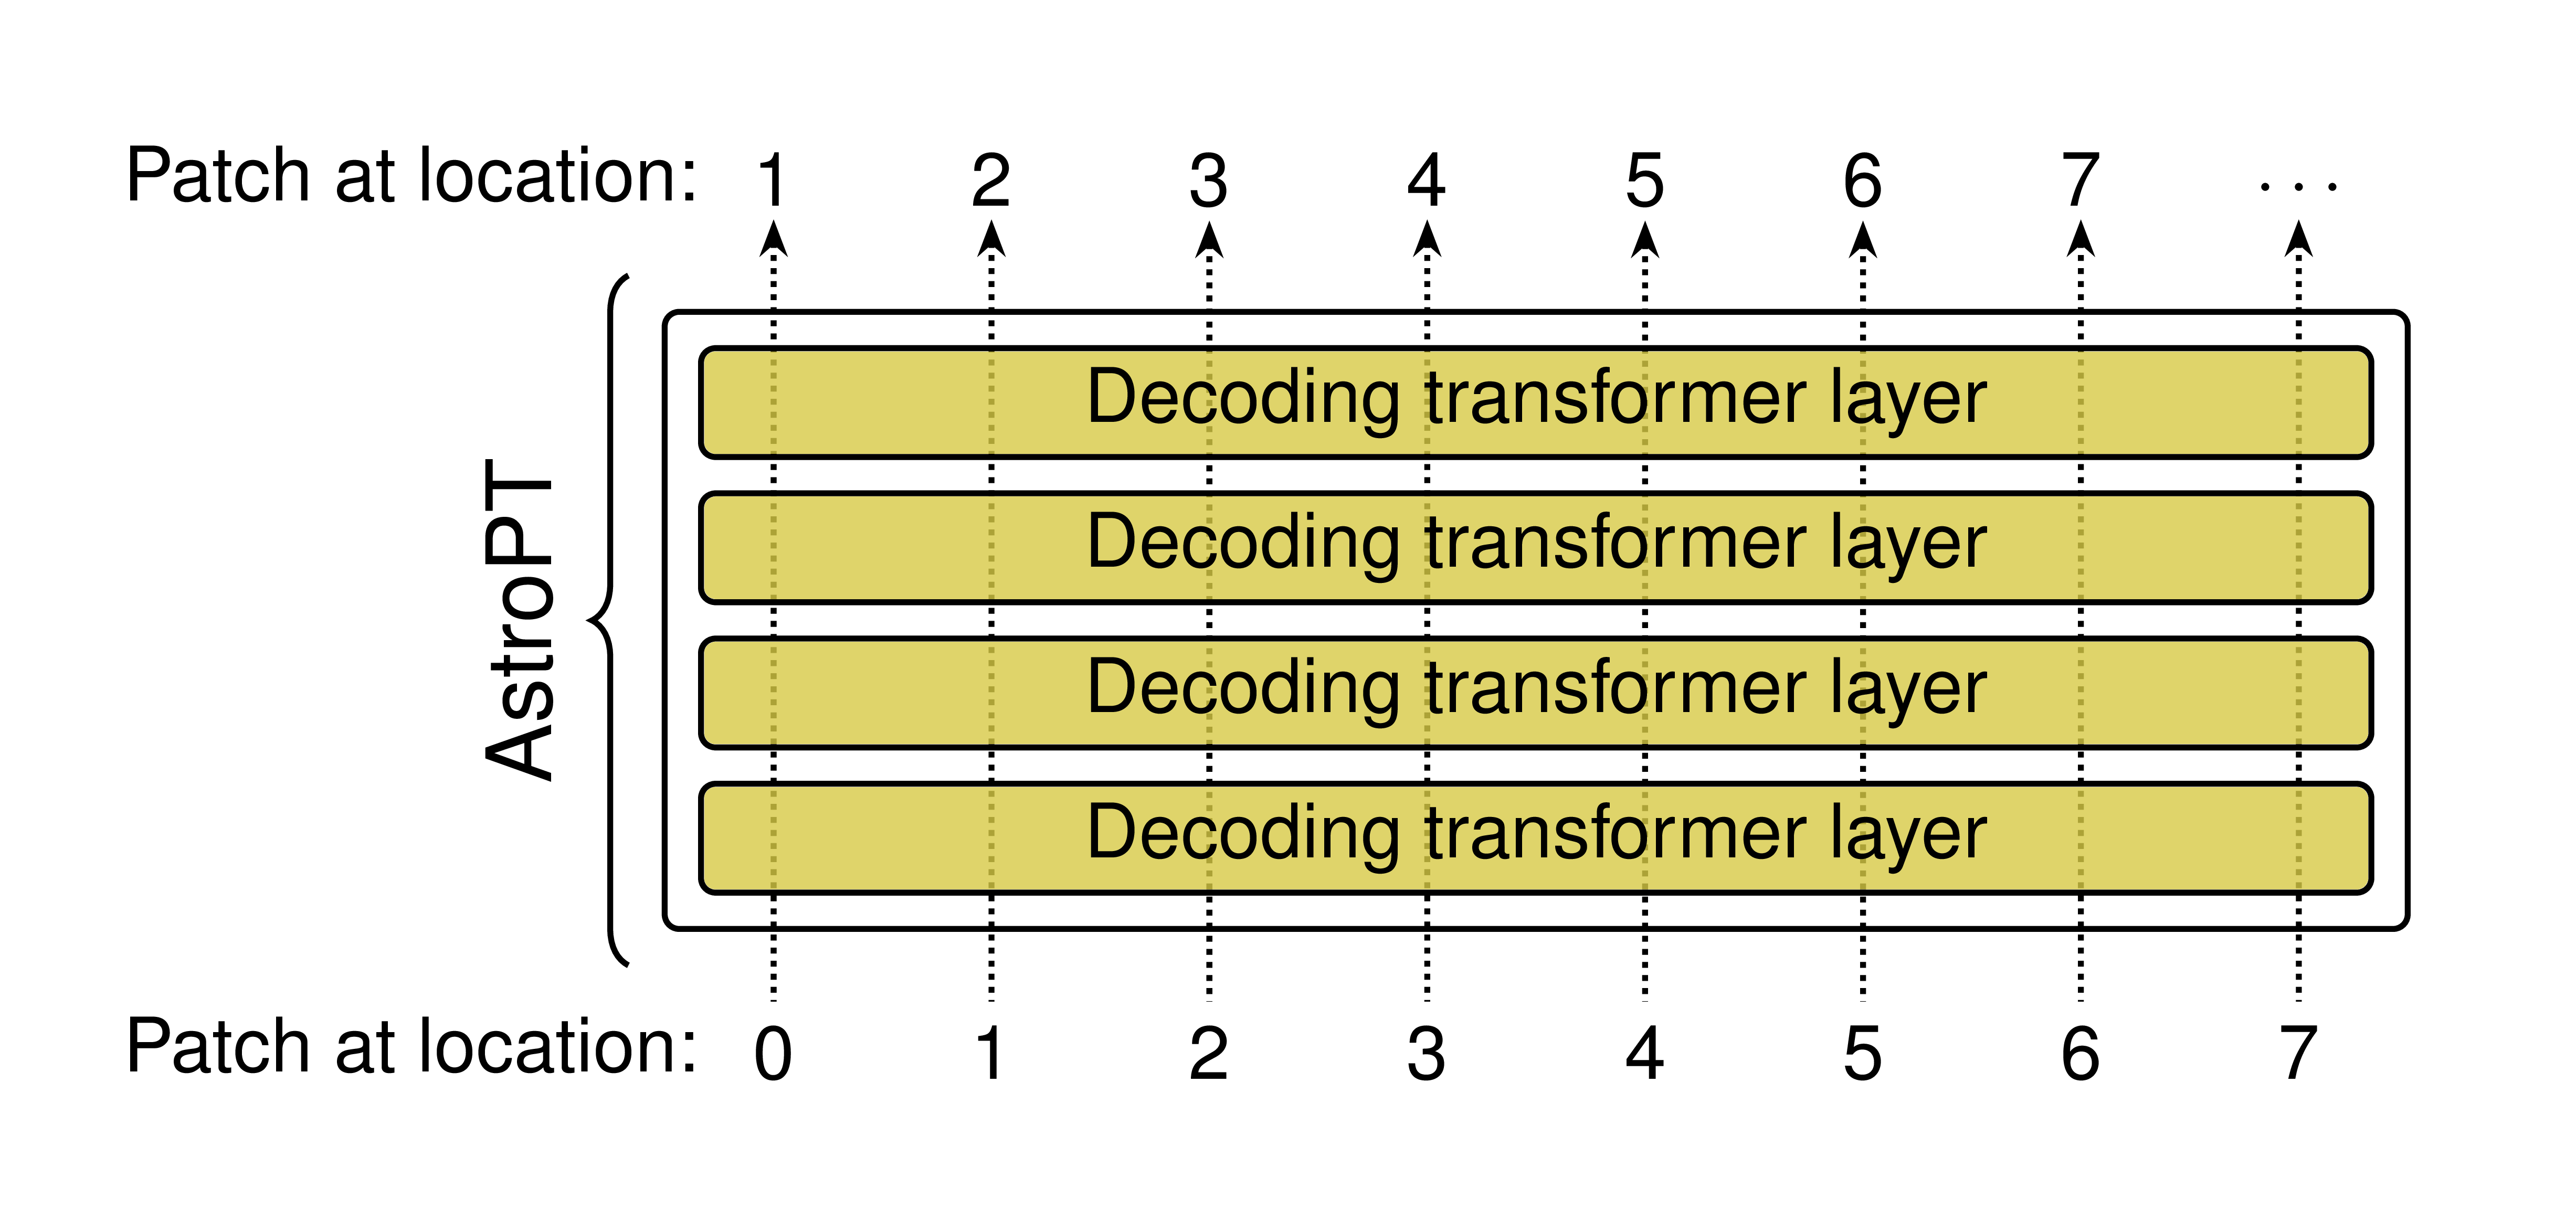 Patch at location: 1 2 3 4 5 6 7 ...
AstroPT
Decoding transformer layer
Decoding transformer layer
Decoding transformer layer
Decoding transformer layer
Patch at location: 0 1 2 3 4 5 6 7